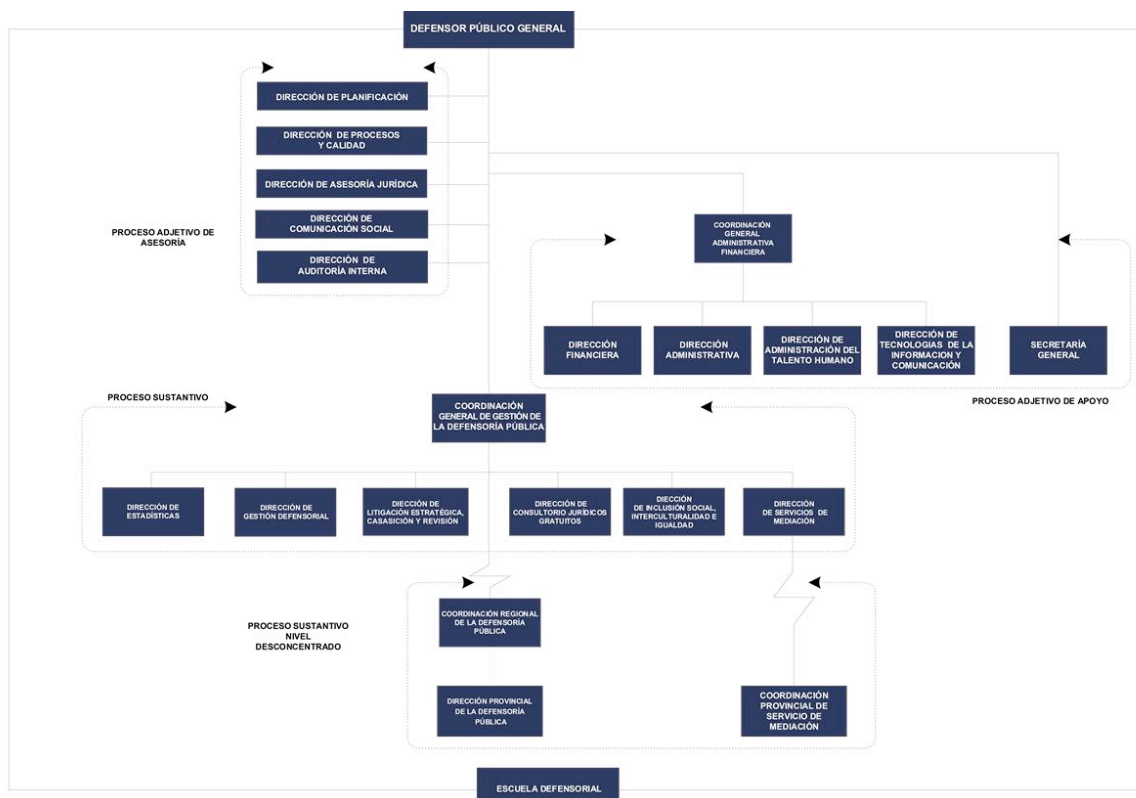 DEFENSOR PÚBLICO GENERAL
DIRECCIÓN DE PLANIFICACIÓN
DIRECCIÓN DE PROCESOS
Y CALIDAD
DIRECCIÓN DE ASESORÍA JURÍDICA
DIRECCIÓN DE
COMUNICACIÓN SOCIAL
DIRECCIÓN DE
AUDITORÍA INTERNA
PROCESO ADJETIVO DE
ASESORÍA
COORDINACIÓN
GENERAL
ADMINISTRATIVA
FINANCIERA
DIRECCIÓN
FINANCIERA
DIRECCIÓN
ADMINISTRATIVA
DIRECCIÓN DE
ADMINISTRACIÓN DEL
TALENTO HUMANO
DIRECCIÓN DE
TECNOLOGIAS DE LA
INFORMACION Y
COMUNICACIÓN
SECRETARÍA
GENERAL
PROCESO ADJETIVO DE APOYO
PROCESO SUSTANTIVO
COORDINACIÓN
GENERAL DE GESTIÓN DE
LA DEFENSORÍA PÚBLICA
DIRECCIÓN DE
ESTADÍSTICAS
DIRECCIÓN DE
GESTIÓN DEFENSORIAL
DIECCIÓN DE
LITIGACIÓN ESTRATÉGICA,
CASASICIÓN Y REVISIÓN
DIRECCIÓN DE
CONSULTORIO JURÍDICOS
GRATUITOS
DIECCIÓN
DE INCLUSIÓN SOCIAL,
INTERCULTURALIDAD E
IGUALDAD
DIRECCIÓN
DE SERVICIOS DE
MEDIACIÓN
PROCESO SUSTANTIVO
NIVEL
DESCONCENTRADO
COORDINACIÓN REGIONAL
DE LA DEFENSORÍA
PÚBLICA
DIRECCIÓN PROVINCIAL
DE LA DEFENSORÍA
PÚBLICA
COORDINACIÓN
PROVINCIAL DE
SERVICIO DE
MEDIACIÓN
ESCUELA DEFENSORIAL